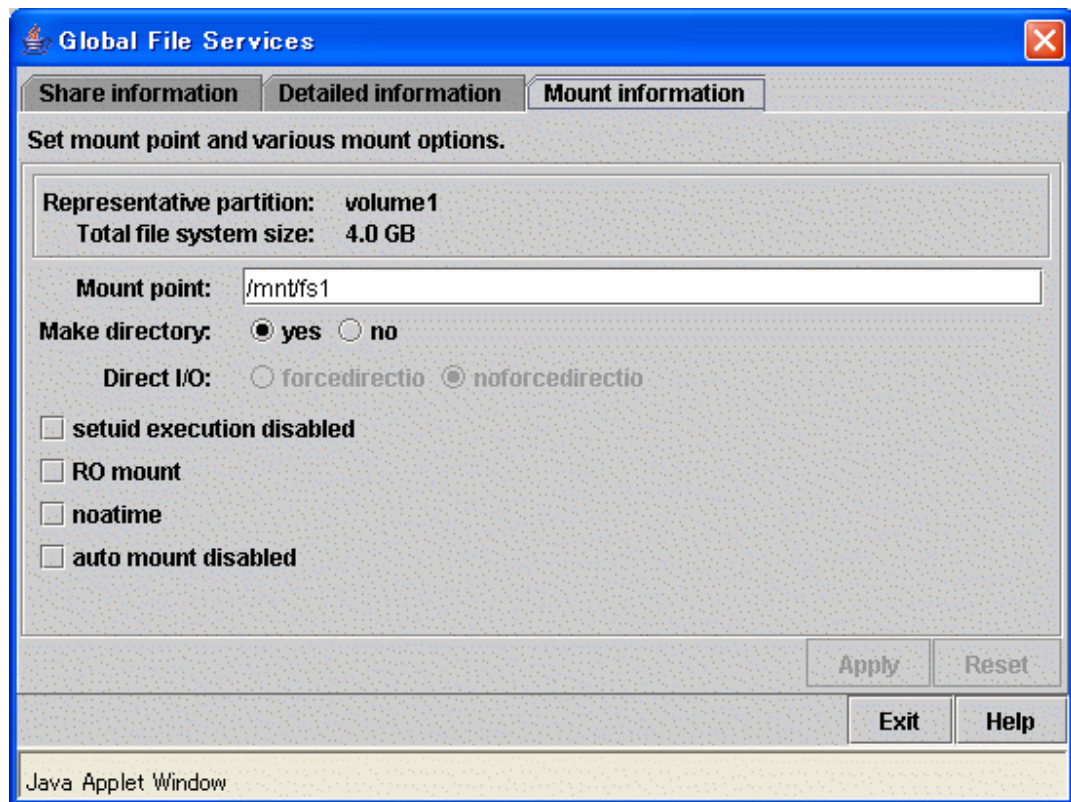 Global File Services
Share information Detailed information Mount information
Set mount point and various mount options.
Representative partition: volume1
Total file system size: 4.0 GB
Mount point: /mnt/fs1
Make directory: yes no
Direct I/O: forcedirectio noforcedirectio
setuid execution disabled
RO mount
noatime
auto mount disabled
Apply Reset
Exit Help
Java Applet Window